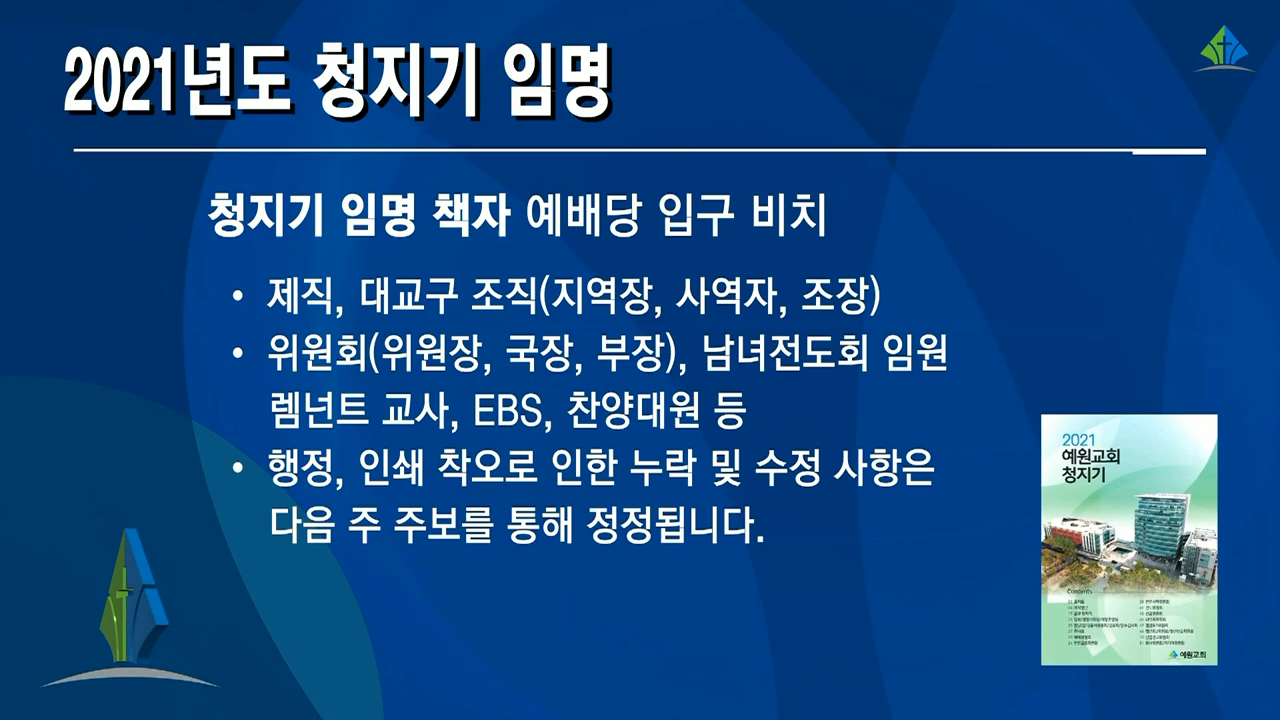 2021년도 청지기 임명
청지기 임명 책자 예배당 입구 비치
• 제직, 대교구 조직(지역장, 사역자, 조장)
• 위원회(위원장, 국장, 부장), 남녀전도회 임원
렘넌트 교사, EBS, 찬양대원 등
• 행정, 인쇄 착오로 인한 누락 및 수정 사항은
다음 주 주보를 통해 정정됩니다.
2021
예원교회
청지기
Contents
예원교회